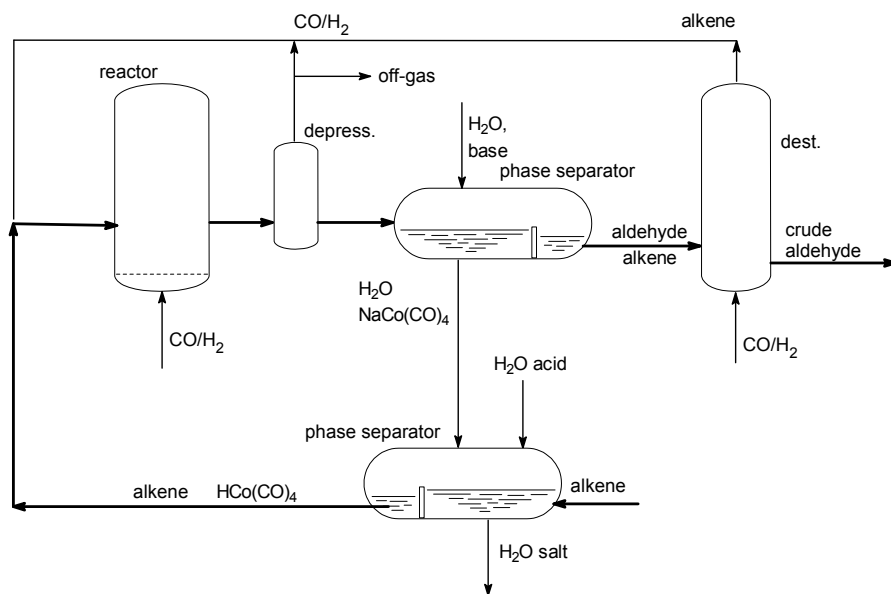 CO/H2
alkene
reactor
off-gas
depress.
H2O,
base
phase separator
dest.
aldehyde
alkene
crude
aldehyde
H2O
NaCo(CO)4
CO/H2
CO/H2
H2O acid
phase separator
alkene HCo(CO)4
alkene
H2O salt